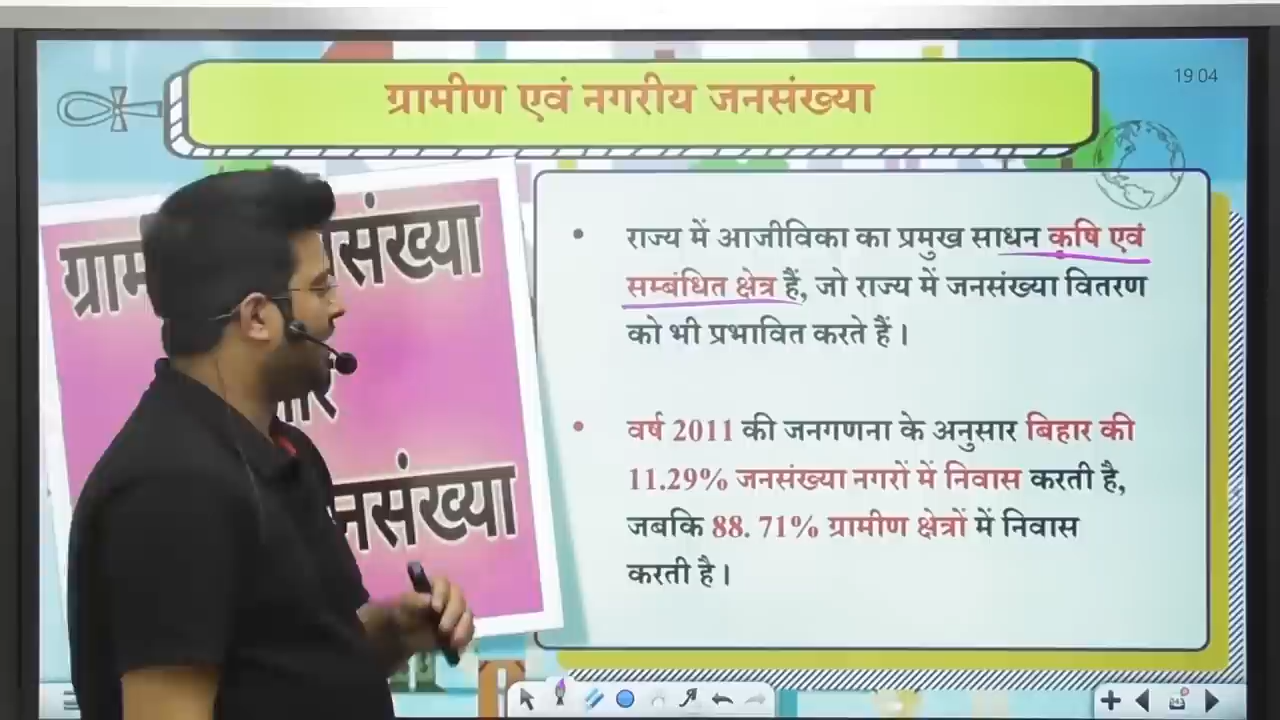 ग्रामीण एवं नगरीय जनसंख्या
19 04
राज्य में आजीविका का प्रमुख साधन कृषि एवं
सम्बंधित क्षेत्र हैं, जो राज्य में जनसंख्या वितरण
को भी प्रभावित करते हैं ।
वर्ष 2011 की जनगणना के अनुसार बिहार की
11.29% जनसंख्या नगरों में निवास करती है,
जबकि 88. 71% ग्रामीण क्षेत्रों में निवास
करती है ।